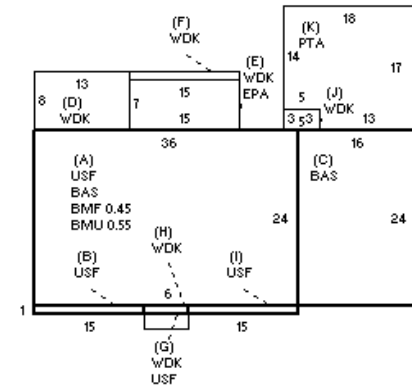 (F)
WDK
(K)
PTA
18
14
17
13
15
(E)
WDK
EPA
8
(D)
WDK
7
15
5
(J)
WDK
3 5 3
13
36
16
(A)
USF
BAS
BMF 0.45
BMU 0.55
(C)
BAS
24
24
(H)
WDK
(B)
USF
(I)
USF
6
1
15
15
(G)
WDK
USF